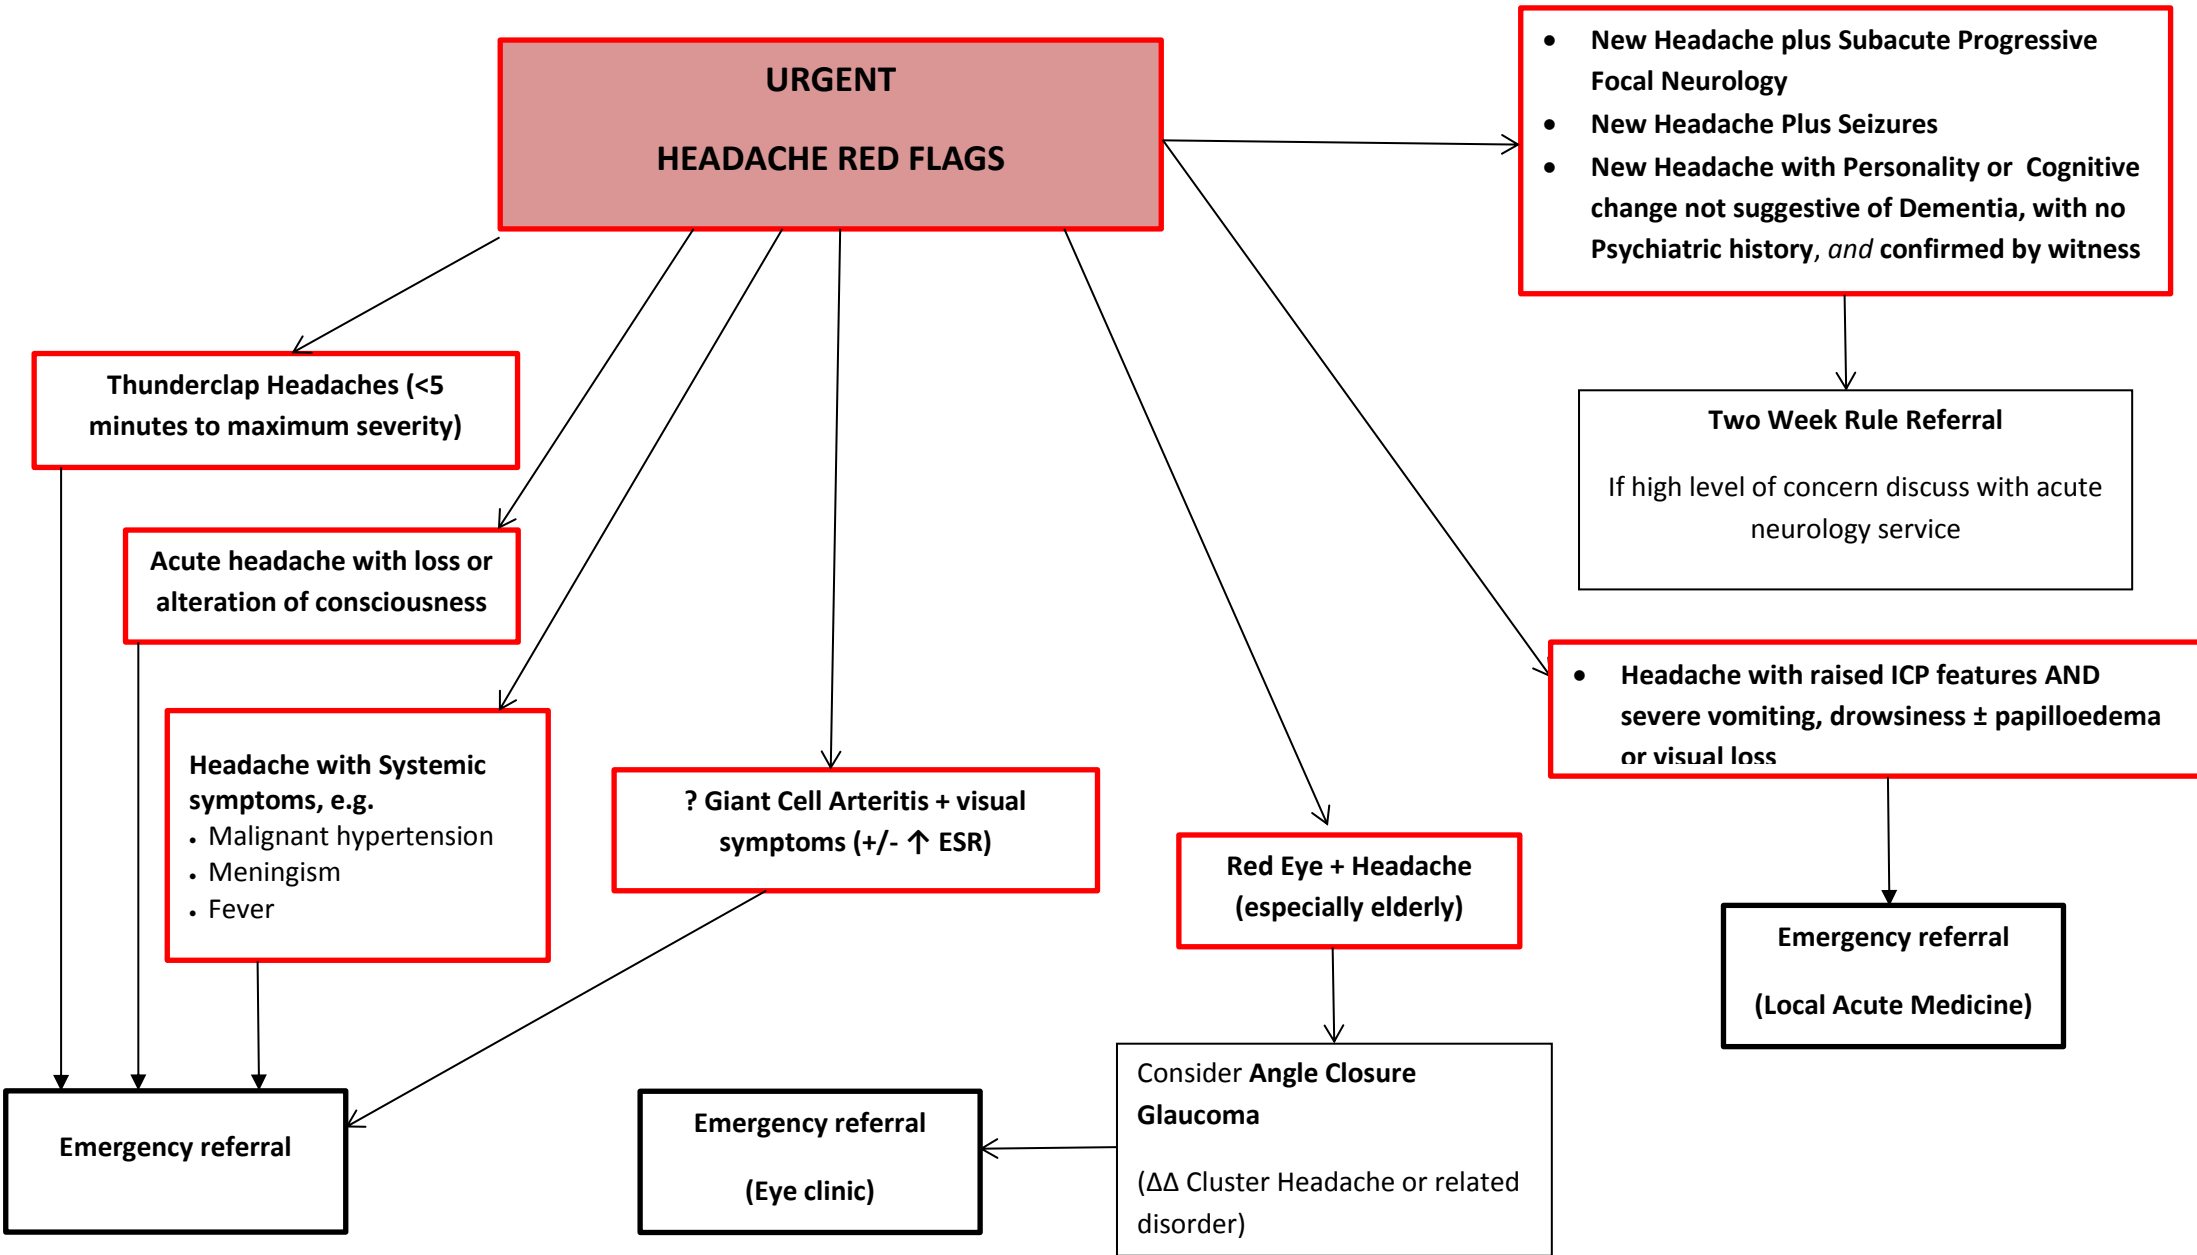 URGENT
HEADACHE RED FLAGS
• New Headache plus Subacute Progressive
Focal Neurology
• New Headache Plus Seizures
• New Headache with Personality or Cognitive
change not suggestive of Dementia, with no
Psychiatric history, and confirmed by witness
Thunderclap Headaches (<5
minutes to maximum severity)
Two Week Rule Referral
If high level of concern discuss with acute
neurology service
Acute headache with loss or
alteration of consciousness
• Headache with raised ICP features AND
severe vomiting, drowsiness ± papilloedema
or visual loss
Headache with Systemic
symptoms, e.g.
• Malignant hypertension
• Meningism
• Fever
? Giant Cell Arteritis + visual
symptoms (+/- ↑ ESR)
Red Eye + Headache
(especially elderly)
Emergency referral
(Local Acute Medicine)
Emergency referral
Emergency referral
(Eye clinic)
Consider Angle Closure
Glaucoma
(ΔΔ Cluster Headache or related
disorder)